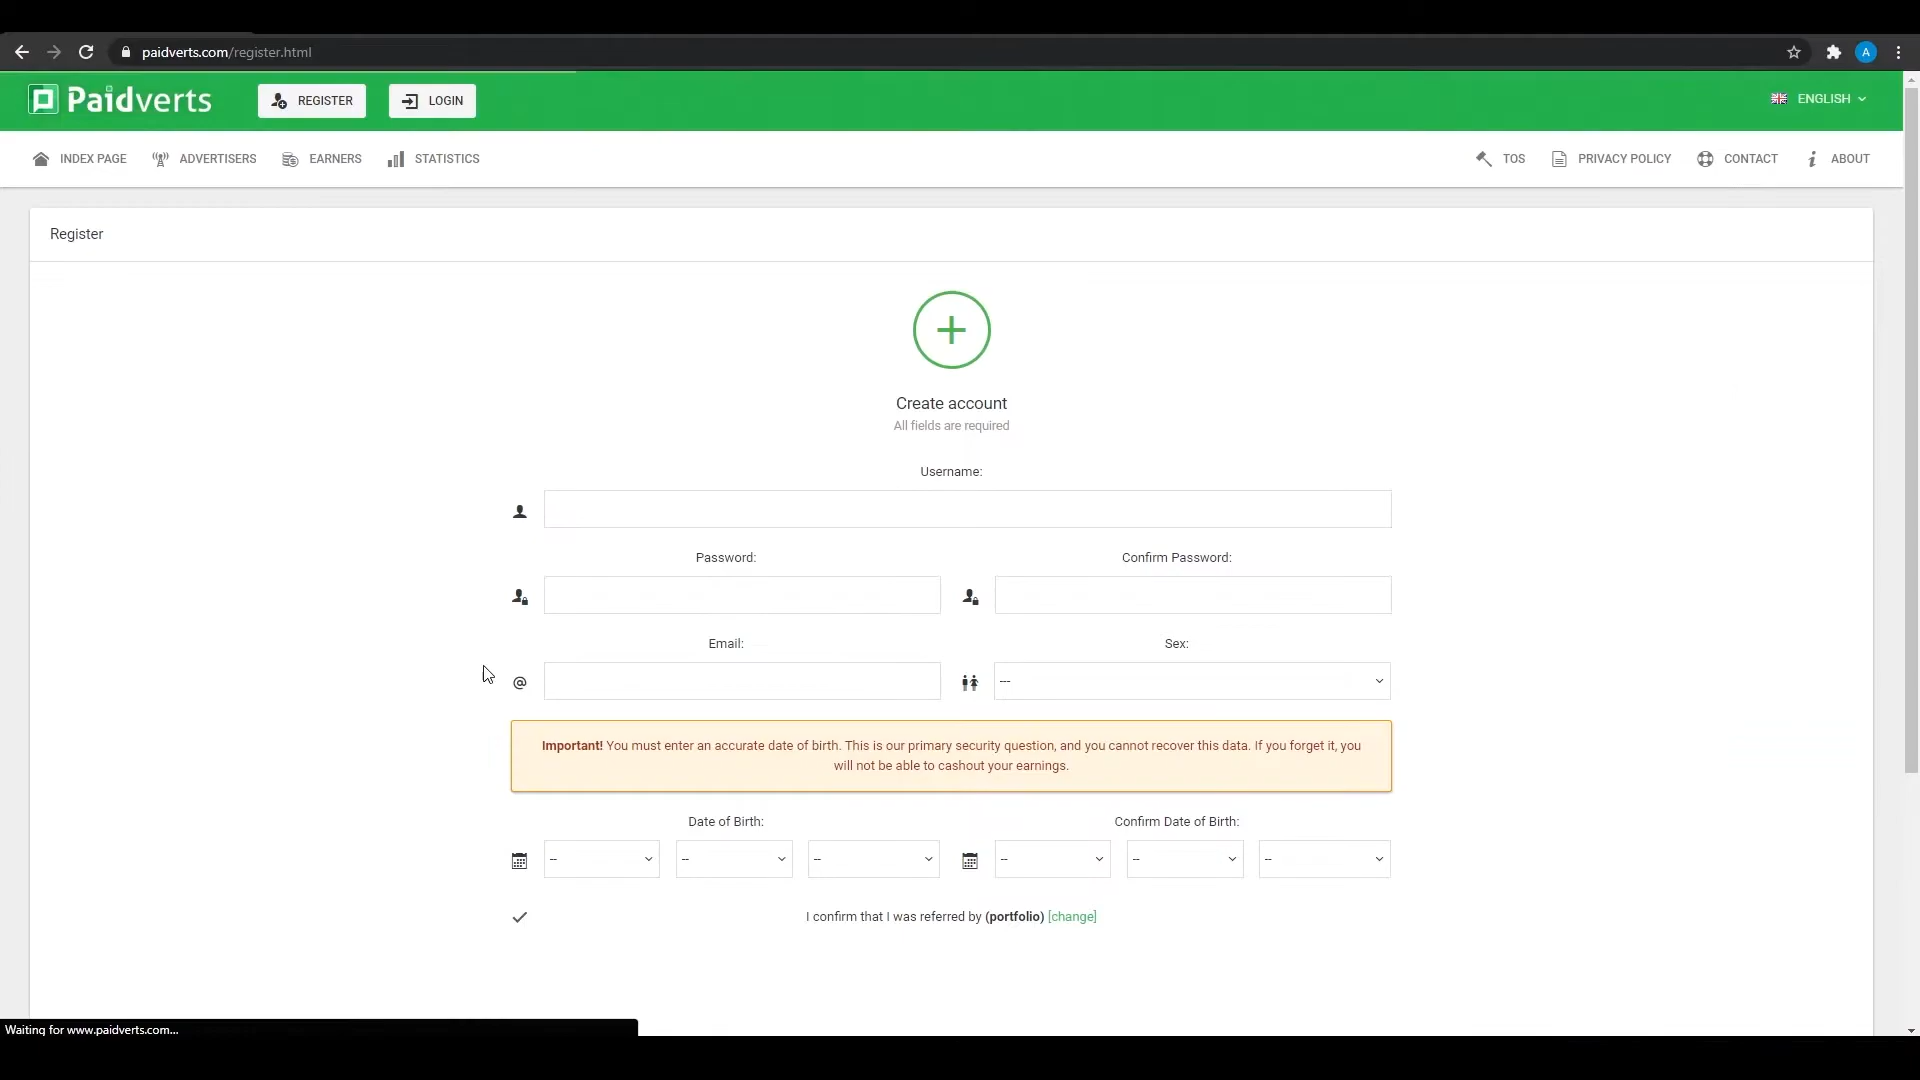 paidverts.com/register.html
A
Paidverts
REGISTER
LOGIN
ENGLISH
INDEX PAGE
ADVERTISERS
EARNERS
STATISTICS
TOS
PRIVACY POLICY
CONTACT
ABOUT
Register
Create account
All fields are required
Username:
Password:
Confirm Password:
Email:
Sex:
@
---
Important! You must enter an accurate date of birth. This is our primary security question, and you cannot recover this data. If you forget it, you
will not be able to cashout your earnings.
Date of Birth:
Confirm Date of Birth:
-- -- -- -- -- --
I confirm that I was referred by (portfolio) [change]
Waiting for www.paidverts.com...